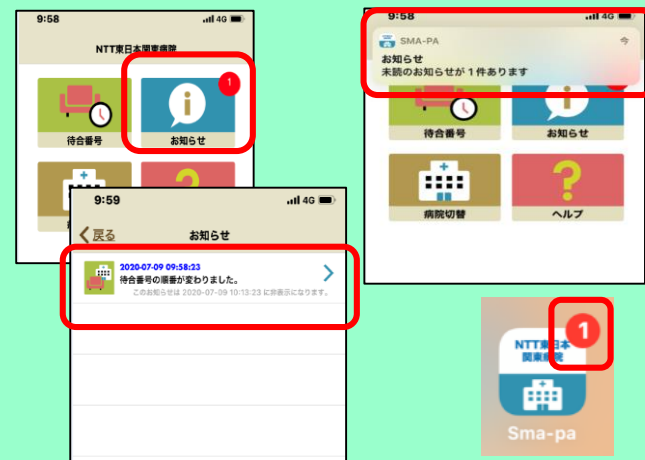 9:58
4G
NTT東日本関東病院
1
待合番号
お知らせ
9:59
4G
戻る
お知らせ
2020-07-09 09:58:23
待合番号の順番が変わりました。
このお知らせは 2020-07-09 10:13:23 に非表示になります。
9:58
4G
SMA-PA
今
お知らせ
未読のお知らせが 1 件あります
待合番号
お知らせ
病院切替
ヘルプ
1
NTT東日本
関東病院
Sma-pa